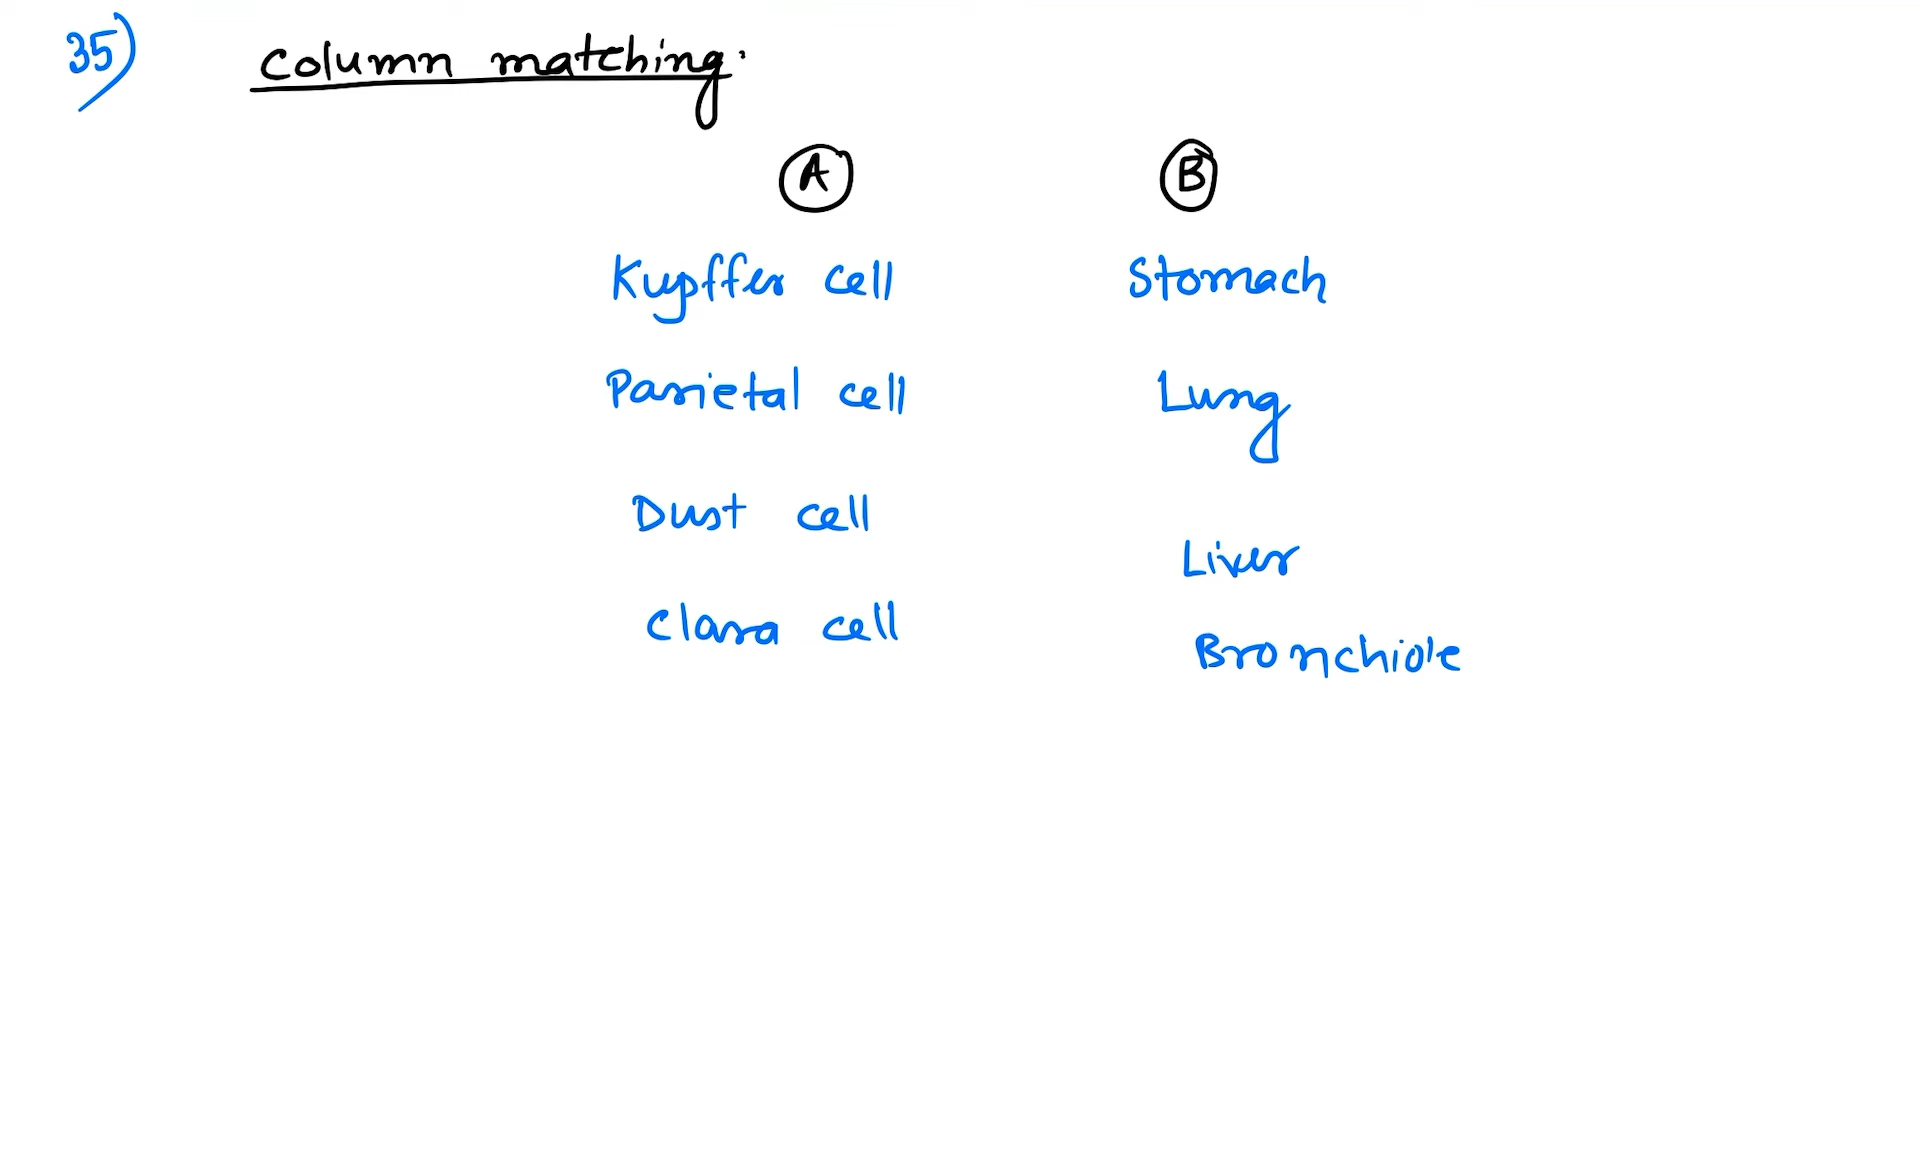 35) Column matching.
A B
Kupffer cell Stomach
Parietal cell Lung
Dust cell Liver
Clara cell Bronchiole